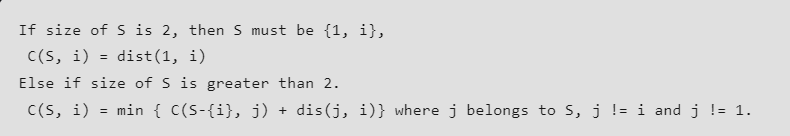 If size of S is 2, then S must be {1, i},
C(S, i) = dist(1, i)
Else if size of S is greater than 2.
C(S, i) = min { C(S-{i}, j) + dis(j, i)} where j belongs to S, j != i and j != 1.